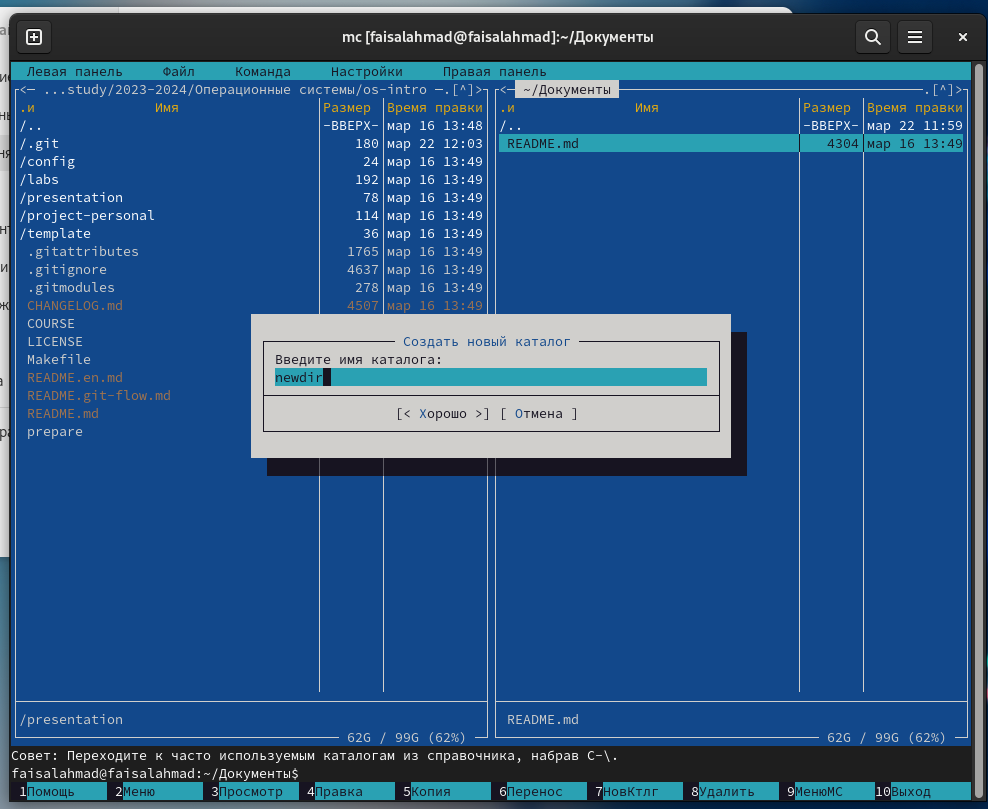 mc [faisalahmad@faisalahmad]:~/Документы
Левая панель Файл Команда Настройки Правая панель
<— ...study/2023-2024/Операционные системы/os-intro —.[^]>
.и Имя Размер Время правки
/.. -ВВЕРХ- мар 16 13:48
/.git 180 мар 22 12:03
/config 24 мар 16 13:49
/labs 192 мар 16 13:49
/presentation 78 мар 16 13:49
/project-personal 114 мар 16 13:49
/template 36 мар 16 13:49
.gitattributes 1765 мар 16 13:49
.gitignore 4637 мар 16 13:49
.gitmodules 278 мар 16 13:49
CHANGELOG.md 4507 мар 16 13:49
COURSE
LICENSE
Makefile
README.en.md
README.git-flow.md
README.md
prepare
/presentation
62G / 99G (62%)
<— ~/Документы .[^]>
.и Имя Размер Время правки
/.. -ВВЕРХ- мар 22 11:59
README.md 4304 мар 16 13:49
README.md
62G / 99G (62%)
Создать новый каталог
Введите имя каталога:
newdir
[< Хорошо >] [ Отмена ]
Совет: Переходите к часто используемым каталогам из справочника, набрав C-\.
faisalahmad@faisalahmad:~/Документы$
1Помощь 2Меню 3Просмотр 4Правка 5Копия 6Перенос 7НовКтлг 8Удалить 9МенюМС 10Выход